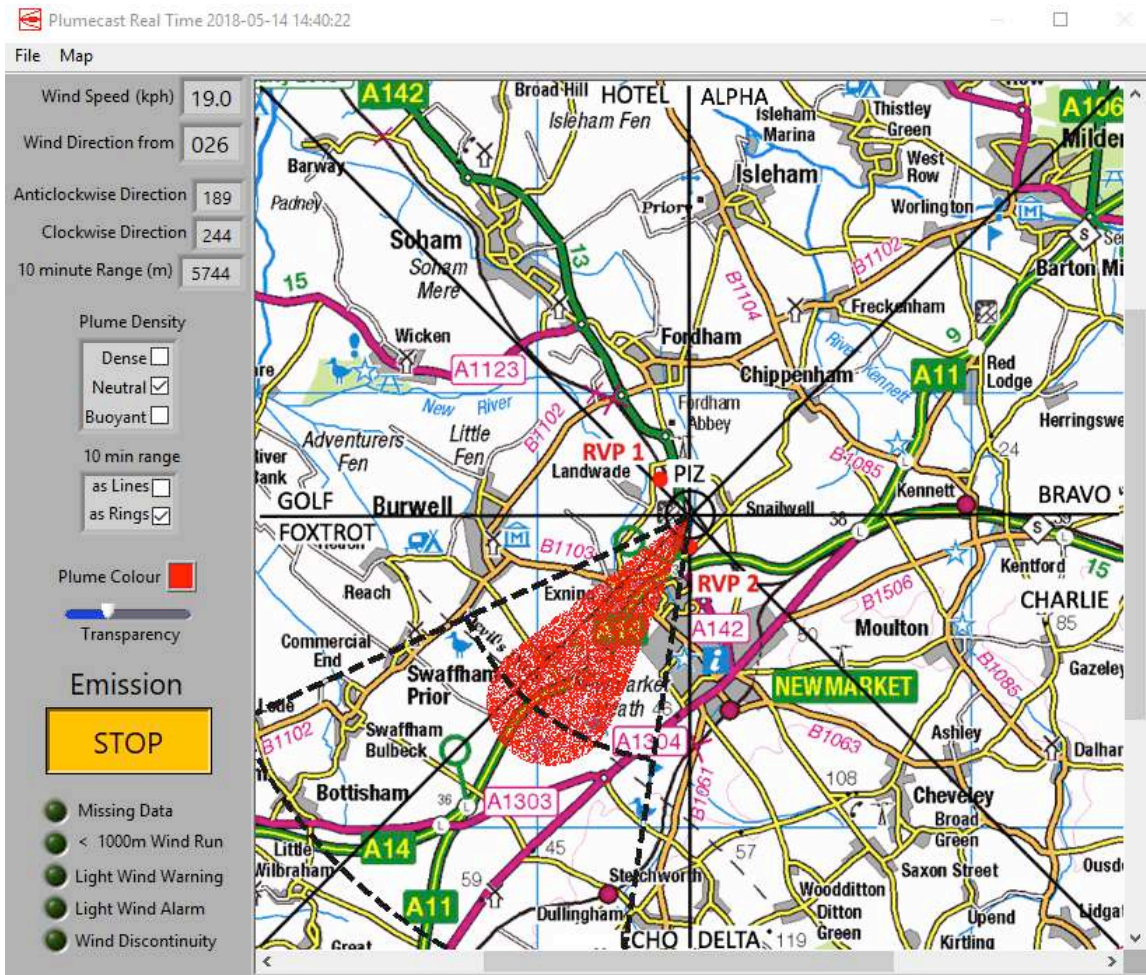 Plumecast Real Time 2018-05-14 14:40:22
File Map
Wind Speed (kph) 19.0
Wind Direction from 026
Anticlockwise Direction 189
Clockwise Direction 244
10 minute Range (m) 5744
Plume Density
Dense
Neutral
Buoyant
10 min range
as Lines
as Rings
Plume Colour
Transparency
Emission
STOP
Missing Data
< 1000m Wind Run
Light Wind Warning
Light Wind Alarm
Wind Discontinuity
A142
Broad Hill
HOTEL
ALPHA
Isleham Fen
Isleham
Marina
Thistley
Green
A106
Milden
Barway
Isleham
West
Row
Padney
Worlington
Soham
Soham
Mere
13
B1102
B1104
S
Barton Mi
15
Freckenham
Wicken
Fordham
A1123
9
A11
Red
Lodge
Chippenham
River
Kennett
New River
B1102
Fordham
Abbey
Herringswe
Adventurers
Fen
Little
Fen
River
Bank
RVP 1
Landwade
PIZ
B1085
24
Kennett
BRAVO
GOLF
Burwell
Snailwell
38
S
39
FOXTROT
B1103
Kentford
15
Reach
Exning
RVP 2
B1506
CHARLIE
A142
85
Commercial
End
Devil's
50
Moulton
Gazeley
Swaffham
Prior
NEWMARKET
B1085
46
B1102
Swaffham
Bulbeck
A1304
B1063
Ashley
Dalhar
B1061
108
Bottisham
36
A1303
Cheveley
Broad
Green
Little
Wilbraham
A14
45
57
59
Stetchworth
Saxon Street
Ousd
A11
Dullingham
Woodditton
Ditton
Green
Upend
Lidgat
Great
ECHO
DELTA
119
Kirtling